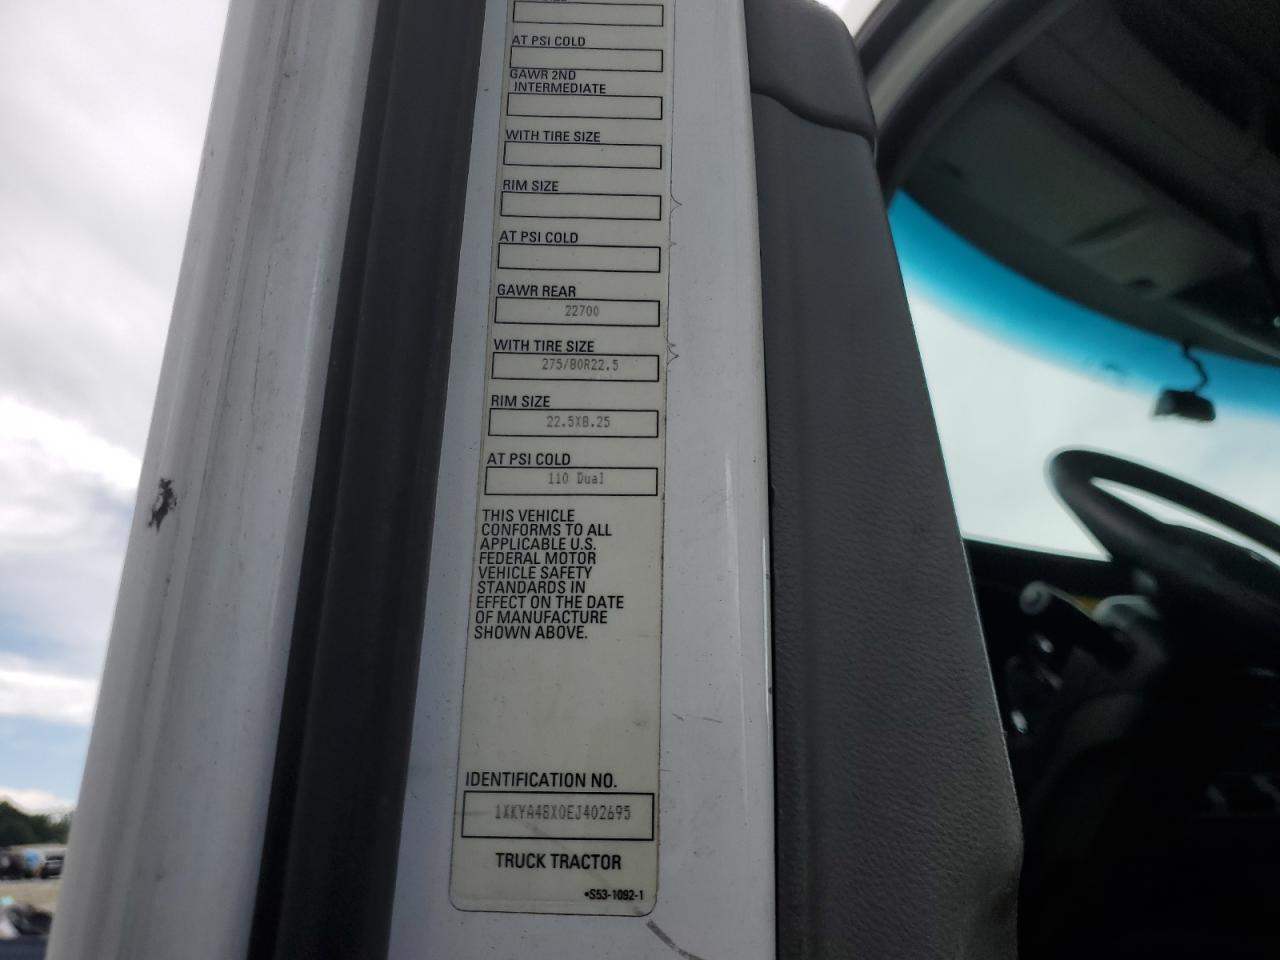 AT PSI COLD
GAWR 2ND
INTERMEDIATE
WITH TIRE SIZE
RIM SIZE
AT PSI COLD
GAWR REAR
22700
WITH TIRE SIZE
275/80R22.5
RIM SIZE
22.5X8.25
AT PSI COLD
110 Dual
THIS VEHICLE
CONFORMS TO ALL
APPLICABLE U.S.
FEDERAL MOTOR
VEHICLE SAFETY
STANDARDS IN
EFFECT ON THE DATE
OF MANUFACTURE
SHOWN ABOVE.
IDENTIFICATION NO.
1XKYA48X0EJ402695
TRUCK TRACTOR
•S53-1092-1